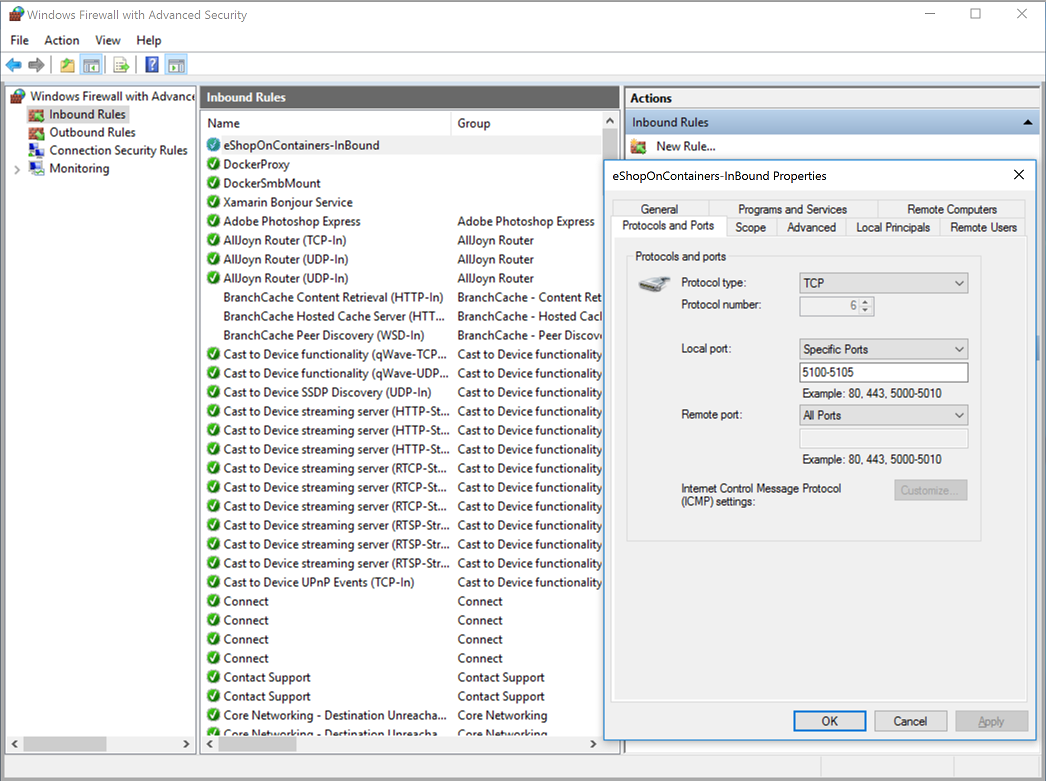 Windows Firewall with Advanced Security
File Action View Help
Windows Firewall with Advance
Inbound Rules
Outbound Rules
Connection Security Rules
Monitoring
Inbound Rules
Name Group
eShopOnContainers-InBound
DockerProxy
DockerSmbMount
Xamarin Bonjour Service
Adobe Photoshop Express Adobe Photoshop Express
AllJoyn Router (TCP-In) AllJoyn Router
AllJoyn Router (UDP-In) AllJoyn Router
AllJoyn Router (UDP-In) AllJoyn Router
BranchCache Content Retrieval (HTTP-In) BranchCache - Content Ret
BranchCache Hosted Cache Server (HTT... BranchCache - Hosted Cacl
BranchCache Peer Discovery (WSD-In) BranchCache - Peer Discov
Cast to Device functionality (qWave-TCP... Cast to Device functionality
Cast to Device functionality (qWave-UDP... Cast to Device functionality
Cast to Device SSDP Discovery (UDP-In) Cast to Device functionality
Cast to Device streaming server (HTTP-St... Cast to Device functionality
Cast to Device streaming server (HTTP-St... Cast to Device functionality
Cast to Device streaming server (HTTP-St... Cast to Device functionality
Cast to Device streaming server (RTCP-St... Cast to Device functionality
Cast to Device streaming server (RTCP-St... Cast to Device functionality
Cast to Device streaming server (RTCP-St... Cast to Device functionality
Cast to Device streaming server (RTSP-Str... Cast to Device functionality
Cast to Device streaming server (RTSP-Str... Cast to Device functionality
Cast to Device streaming server (RTSP-Str... Cast to Device functionality
Cast to Device UPnP Events (TCP-In) Cast to Device functionality
Connect Connect
Connect Connect
Connect Connect
Connect Connect
Contact Support Contact Support
Contact Support Contact Support
Core Networking - Destination Unreacha... Core Networking
Core Networking - Destination Unreacha... Core Networking
Actions
Inbound Rules
New Rule...
eShopOnContainers-InBound Properties
General Programs and Services Remote Computers
Protocols and Ports Scope Advanced Local Principals Remote Users
Protocols and ports
Protocol type: TCP
Protocol number: 6
Local port: Specific Ports
5100-5105
Example: 80, 443, 5000-5010
Remote port: All Ports
Example: 80, 443, 5000-5010
Internet Control Message Protocol
(ICMP) settings:
Customize...
OK Cancel Apply